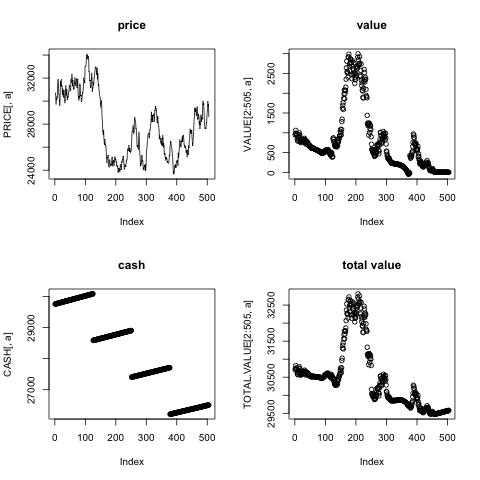 price
PRICE[, a]
24000
28000
32000
0 100 200 300 400 500
Index
value
VALUE[2:505, a]
0 500 1500 2500
0 100 200 300 400 500
Index
cash
CASH[, a]
27000 29000
0 100 200 300 400 500
Index
total value
TOTAL.VALUE[2:505, a]
29500 30500 31500 32500
0 100 200 300 400 500
Index